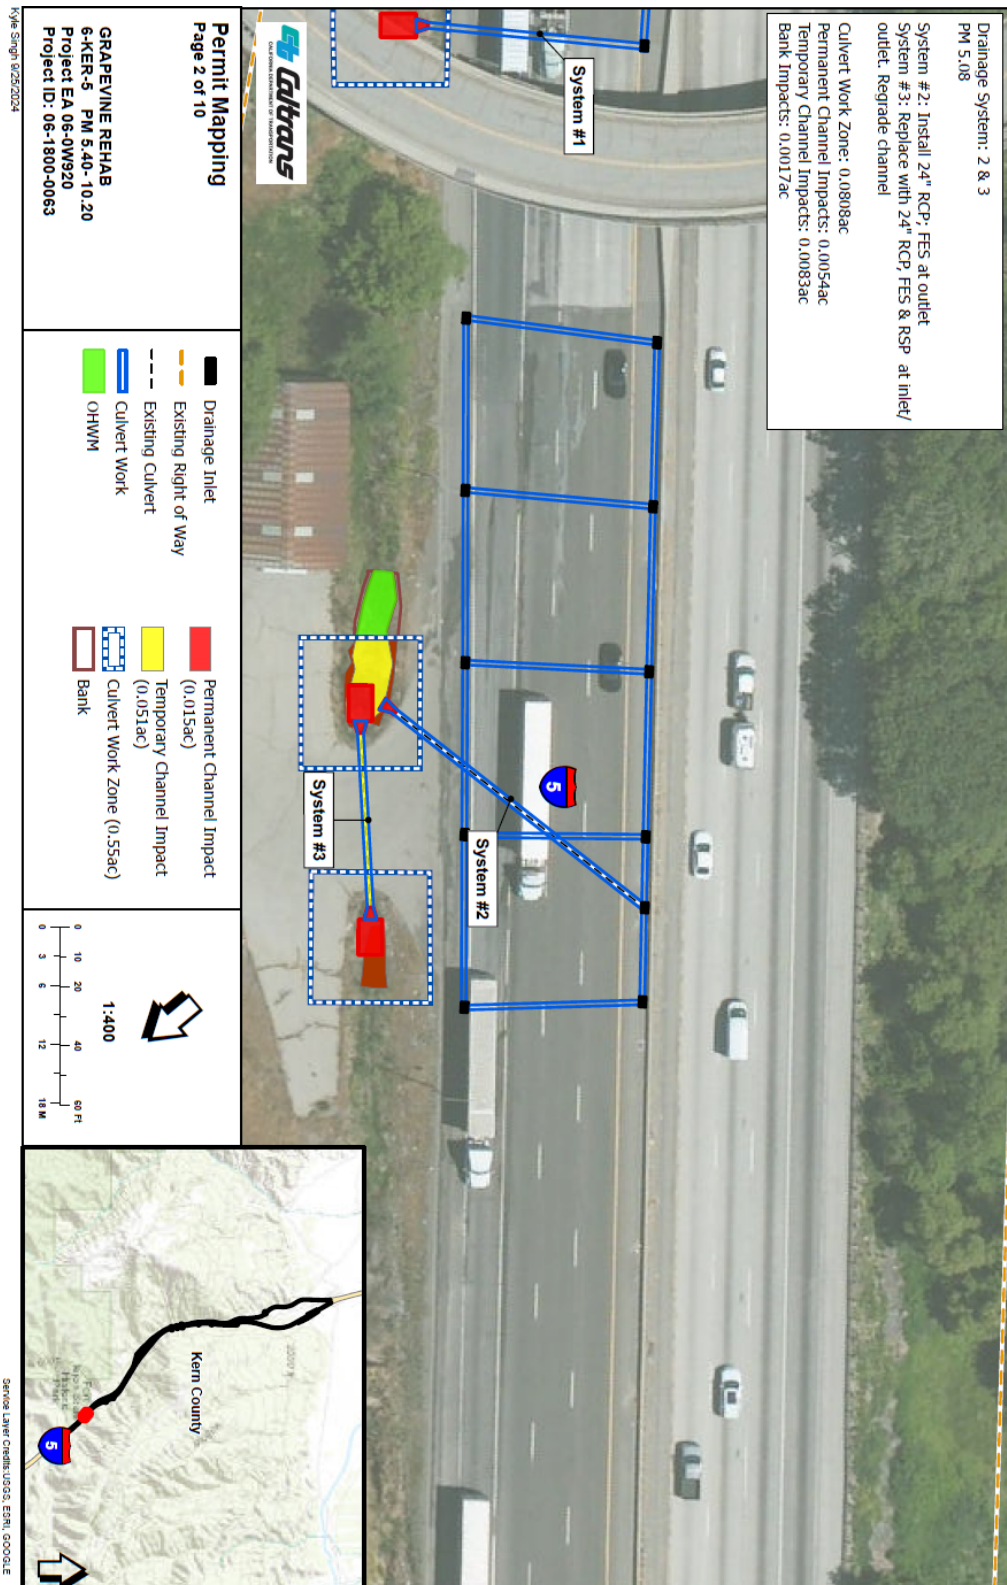 Drainage System: 2 & 3
PM 5.08
System #2: Install 24" RCP; FES at outlet
System #3: Replace with 24" RCP, FES & RSP at inlet/
outlet. Regrade channel
Culvert Work Zone: 0.0808ac
Permanent Channel Impacts: 0.0054ac
Temporary Channel Impacts: 0.0083ac
Bank Impacts: 0.0017ac
System #1
5
System #2
System #3
Caltrans
CALIFORNIA DEPARTMENT OF TRANSPORTATION
Permit Mapping
Page 2 of 10
GRAPEVINE REHAB
6-KER-5 PM 5.40- 10.20
Project EA 06-0W920
Project ID: 06-1800-0063
Drainage Inlet
Existing Right of Way
Existing Culvert
Culvert Work
OHWM
Permanent Channel Impact
(0.015ac)
Temporary Channel Impact
(0.051ac)
Culvert Work Zone (0.55ac)
Bank
1:400
0 10 20 40 60 Ft
0 3 6 12 18 M
Kern County
5
Kyle Singh 9/25/2024
Service Layer Credits:USGS, ESRI, GOOGLE